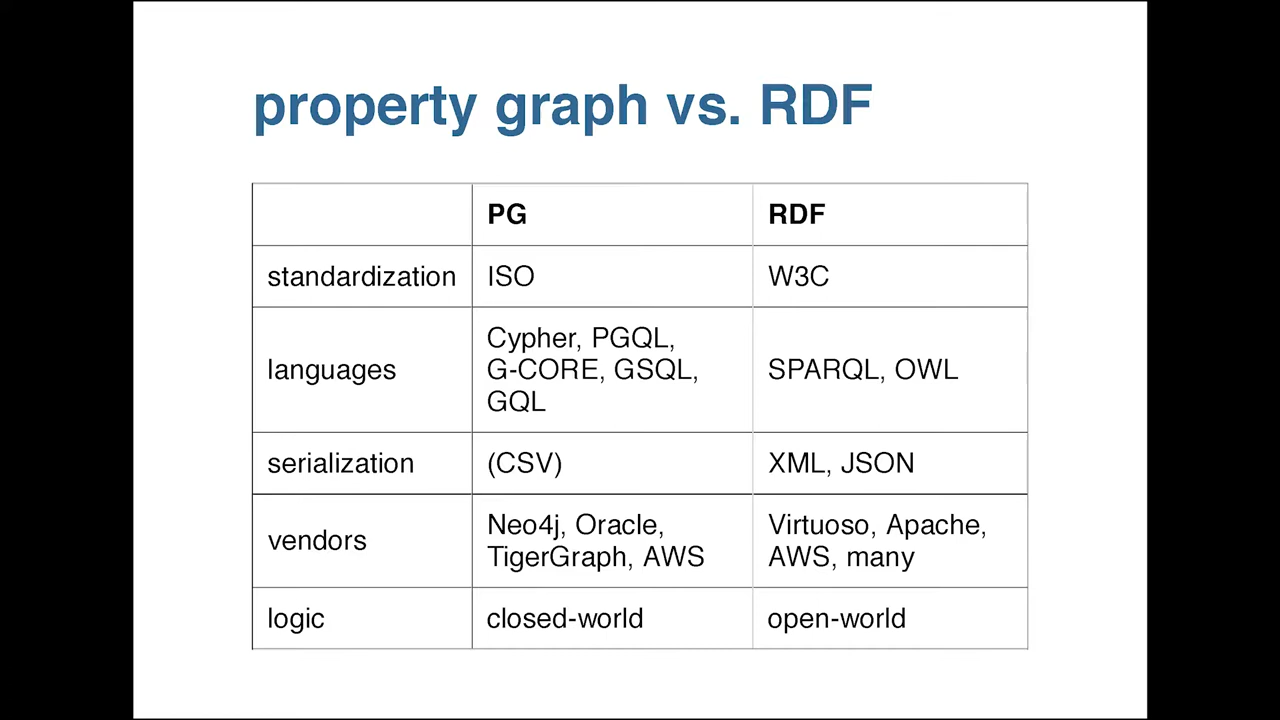 property graph vs. RDF
PG RDF
standardization ISO W3C
languages Cypher, PGQL, G-CORE, GSQL, GQL SPARQL, OWL
serialization (CSV) XML, JSON
vendors Neo4j, Oracle, TigerGraph, AWS Virtuoso, Apache, AWS, many
logic closed-world open-world